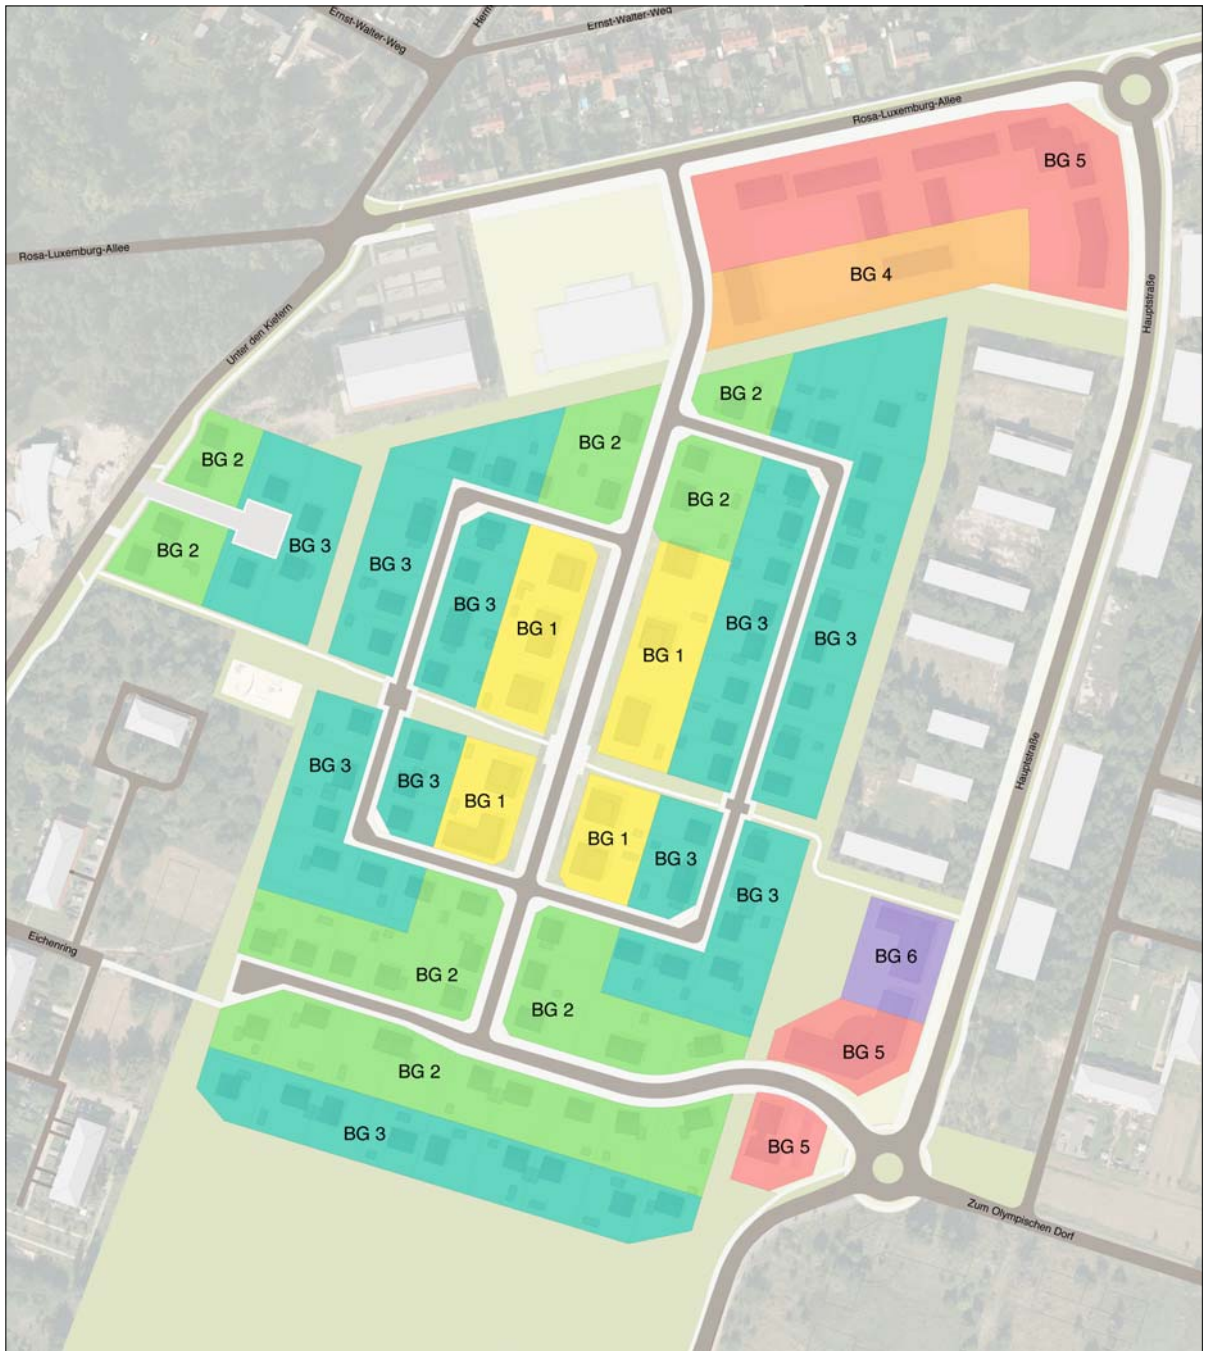 Ernst-Walter-Weg
Herm
Ernst-Walter-Weg
Rosa-Luxemburg-Allee
BG 5
Rosa-Luxemburg-Allee
BG 4
Hauptstraße
Unter den Kiefern
BG 2
BG 2
BG 2
BG 2
BG 3
BG 2
BG 3
BG 3
BG 1
BG 3
BG 3
BG 1
BG 3
BG 3
BG 1
BG 1
BG 3
Hauptstraße
BG 3
Eichenring
BG 6
BG 2
BG 2
BG 5
BG 2
BG 3
BG 5
Zum Olympischen Dorf